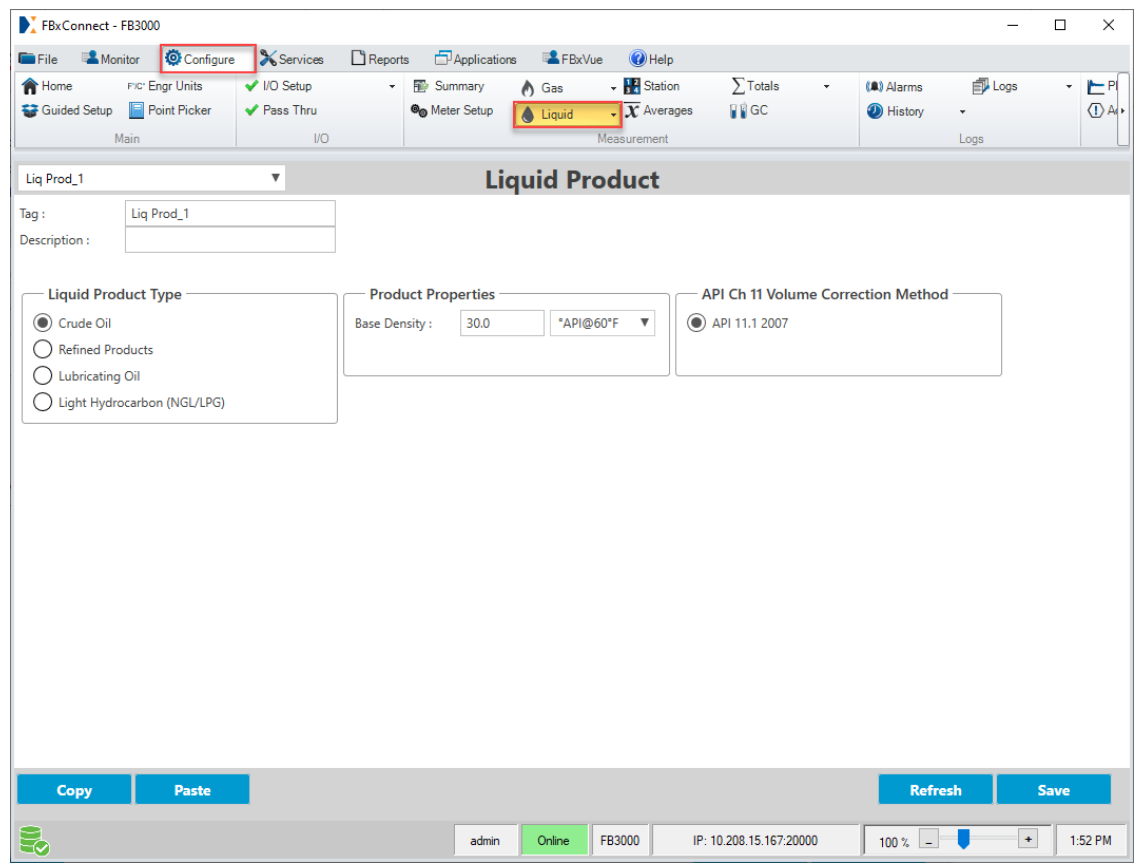 FBxConnect - FB3000
File Monitor Configure Services Reports Applications FBxVue Help
Home Engr Units I/O Setup Summary Gas Station Totals Alarms Logs
Guided Setup Point Picker Pass Thru Meter Setup Liquid Averages GC History
Main I/O Measurement Logs
Liq Prod_1 Liquid Product
Tag : Liq Prod_1
Description :
Liquid Product Type Product Properties API Ch 11 Volume Correction Method
Crude Oil Base Density : 30.0 °API@60°F API 11.1 2007
Refined Products
Lubricating Oil
Light Hydrocarbon (NGL/LPG)
Copy Paste Refresh Save
admin Online FB3000 IP: 10.208.15.167:20000 100 % - + 1:52 PM